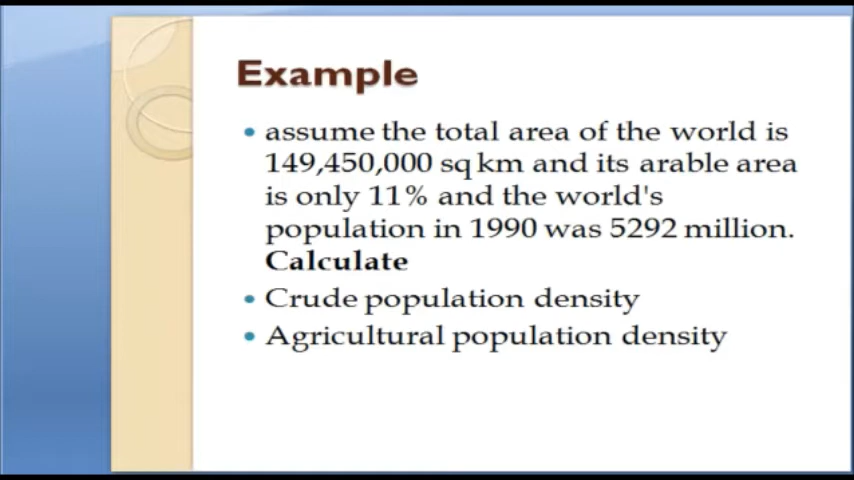 Example
• assume the total area of the world is
149,450,000 sq km and its arable area
is only 11% and the world's
population in 1990 was 5292 million.
Calculate
• Crude population density
• Agricultural population density